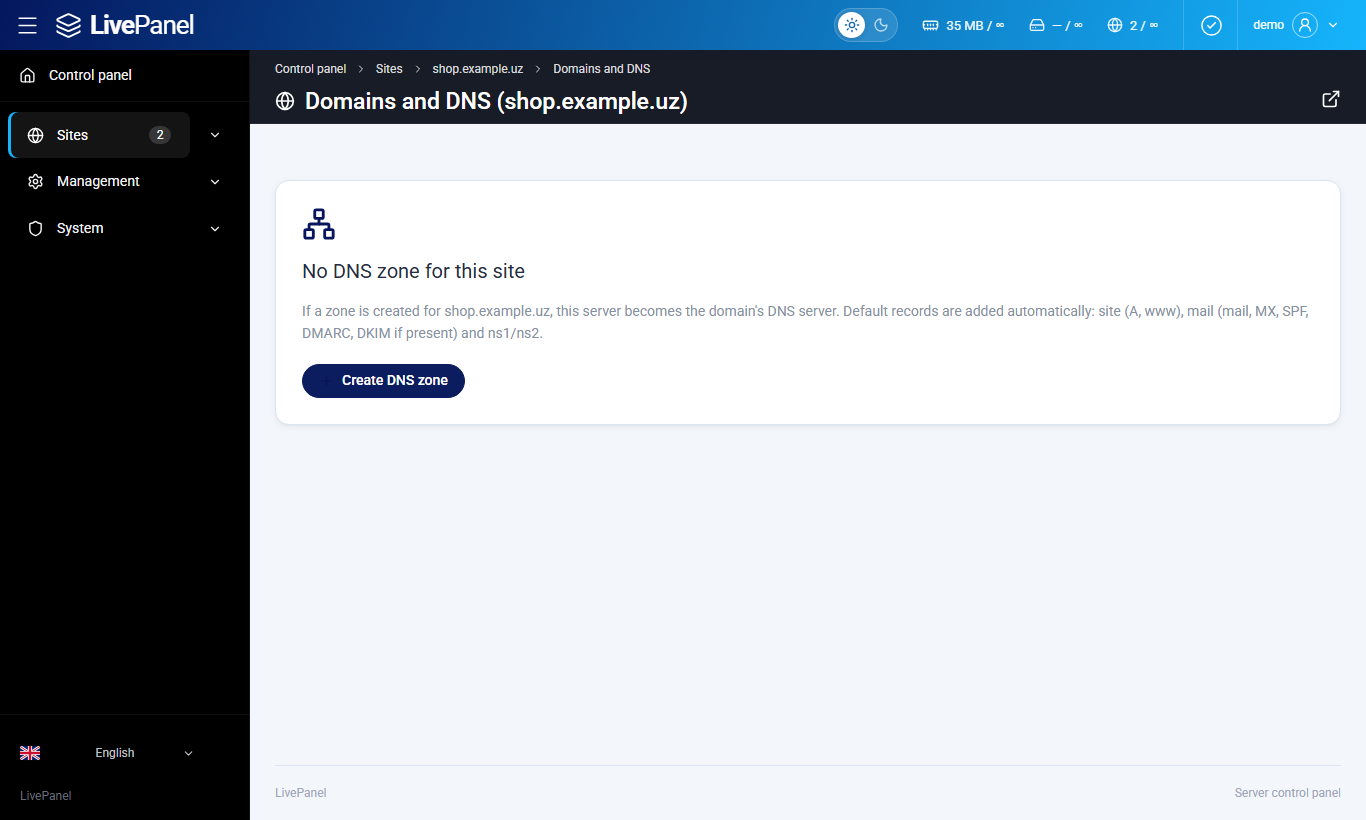 LivePanel
35 MB / ∞
— / ∞
2 / ∞
demo
Control panel
Sites 2
Management
System
English
LivePanel
Control panel > Sites > shop.example.uz > Domains and DNS
Domains and DNS (shop.example.uz)
No DNS zone for this site
If a zone is created for shop.example.uz, this server becomes the domain's DNS server. Default records are added automatically: site (A, www), mail (mail, MX, SPF,
DMARC, DKIM if present) and ns1/ns2.
Create DNS zone
LivePanel
Server control panel